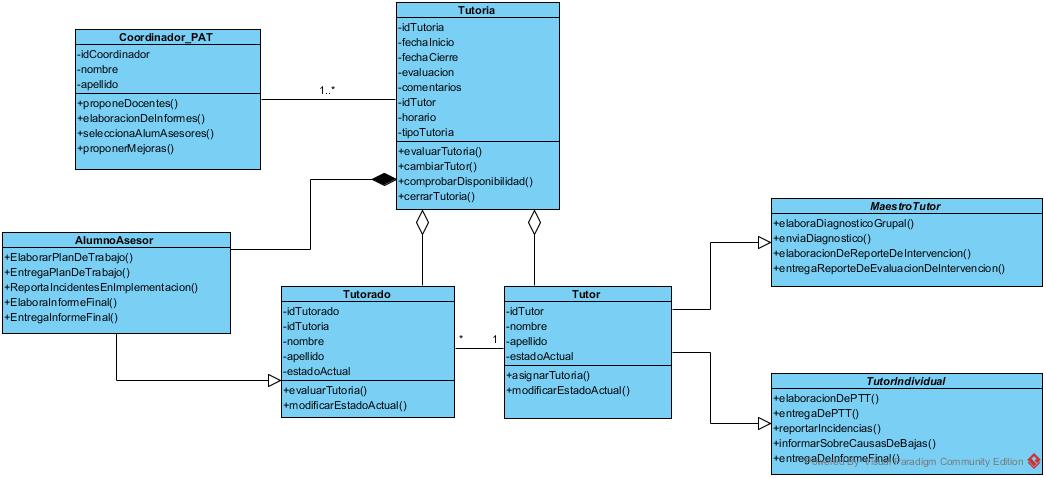 Tutoria
-idTutoria
-fechaInicio
-fechaCierre
-evaluacion
-comentarios
-idTutor
-horario
-tipoTutoria
+evaluarTutoria()
+cambiarTutor()
+comprobarDisponibilidad()
+cerrarTutoria()
Coordinador_PAT
-idCoordinador
-nombre
-apellido
+proponeDocentes()
+elaboracionDeInformes()
+seleccionaAlumAsesores()
+proponerMejoras()
1..*
AlumnoAsesor
+ElaborarPlanDeTrabajo()
+EntregaPlanDeTrabajo()
+ReportaIncidentesEnImplementacion()
+ElaboraInformeFinal()
+EntregaInformeFinal()
Tutorado
-idTutorado
-idTutoria
-nombre
-apellido
-estadoActual
+evaluarTutoria()
+modificarEstadoActual()
* 1
Tutor
-idTutor
-nombre
-apellido
-estadoActual
+asignarTutoria()
+modificarEstadoActual()
MaestroTutor
+elaboraDiagnosticoGrupal()
+enviaDiagnostico()
+elaboracionDeReporteDeIntervencion()
+entregaReporteDeEvaluacionDeIntervencion()
TutorIndividual
+elaboracionDePTT()
+entregaDePTT()
+reportarIncidencias()
+informarSobreCausasDeBajas()
+entregaDeInformeFinal()
Powered By Visual Paradigm Community Edition